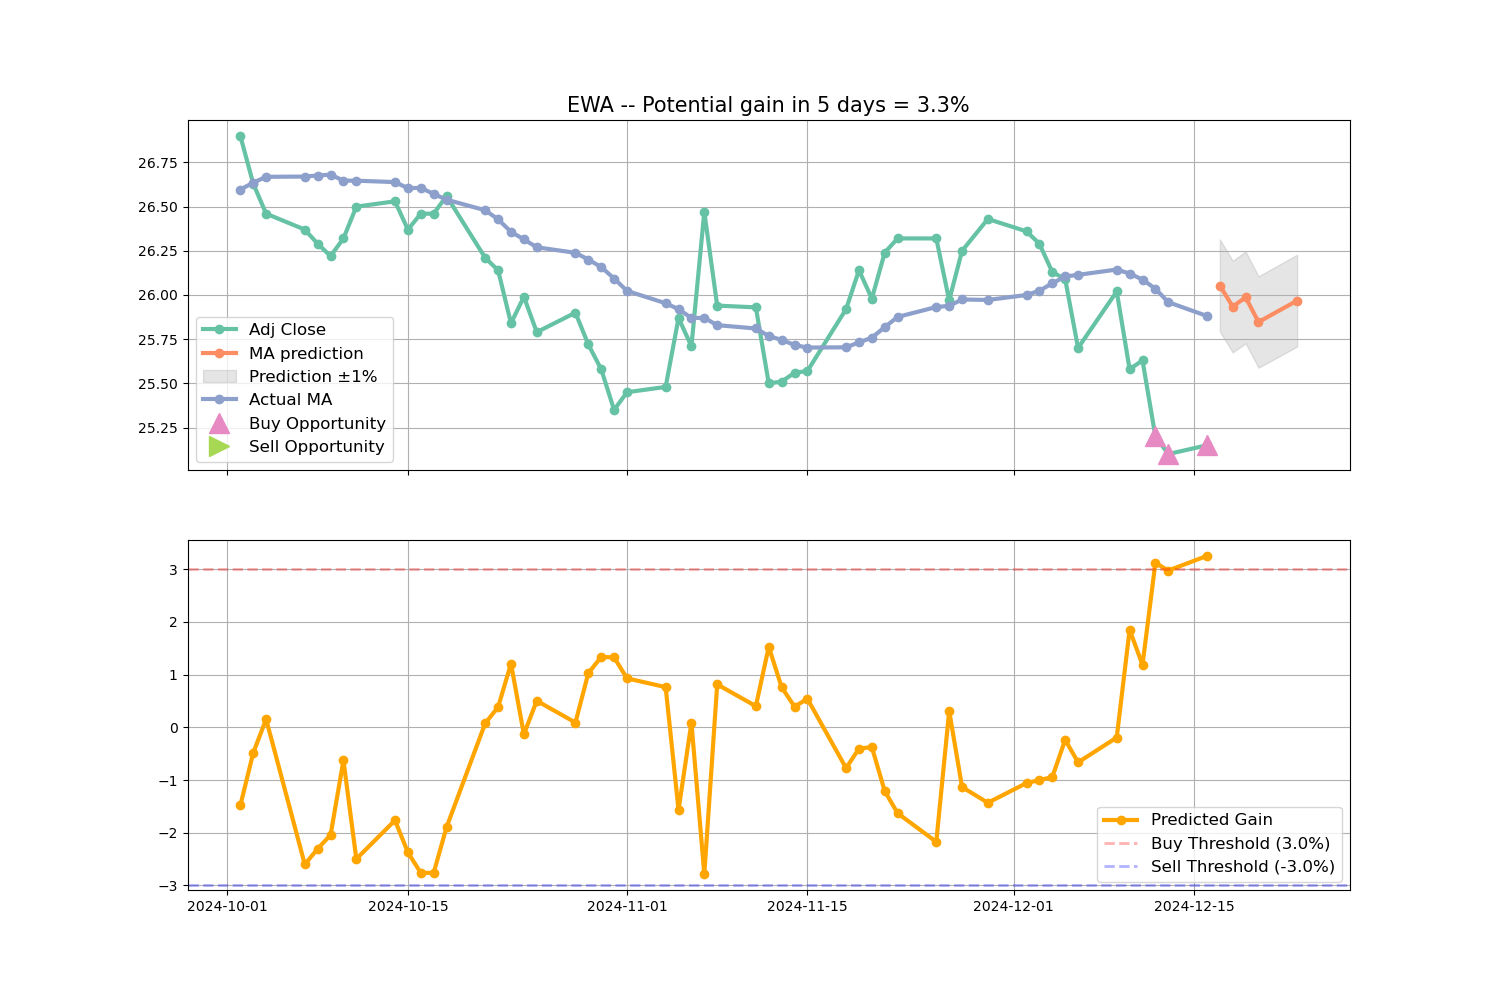 EWA -- Potential gain in 5 days = 3.3%
26.75
26.50
26.25
26.00
25.75
25.50
25.25
Adj Close
MA prediction
Prediction ±1%
Actual MA
Buy Opportunity
Sell Opportunity
3
2
1
0
−1
−2
−3
Predicted Gain
Buy Threshold (3.0%)
Sell Threshold (-3.0%)
2024-10-01 2024-10-15 2024-11-01 2024-11-15 2024-12-01 2024-12-15